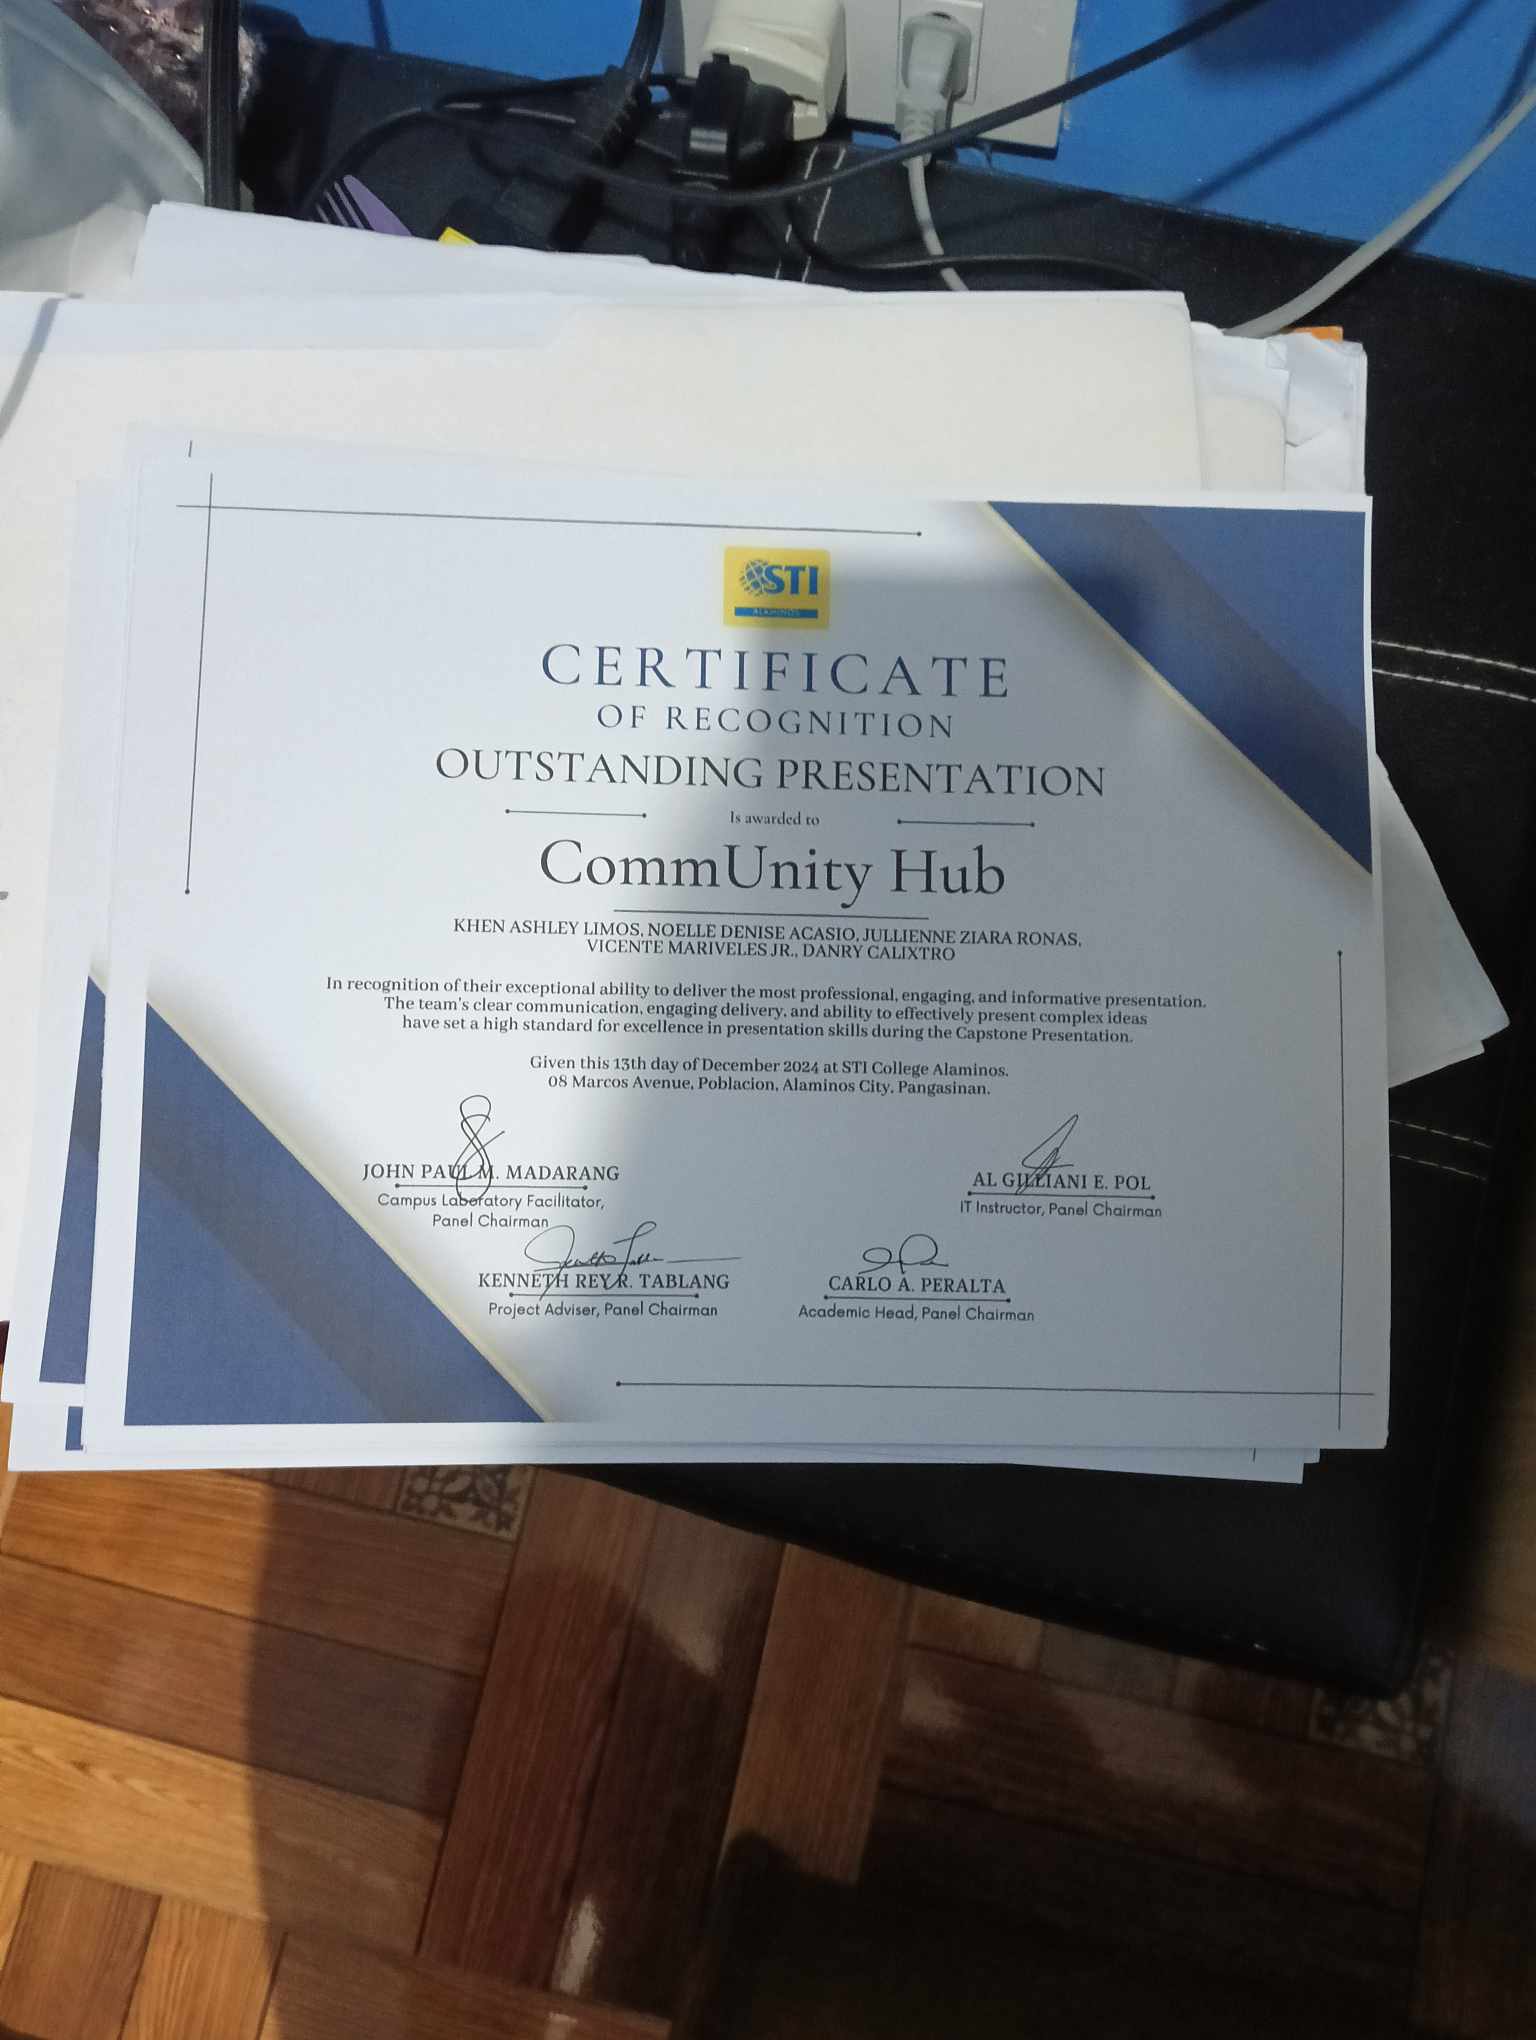 STI
ALAMINOS
CERTIFICATE
OF RECOGNITION
OUTSTANDING PRESENTATION
Is awarded to
CommUnity Hub
KHEN ASHLEY LIMOS, NOELLE DENISE ACASIO, JULLIENNE ZIARA RONAS,
VICENTE MARIVELES JR., DANRY CALIXTRO
In recognition of their exceptional ability to deliver the most professional, engaging, and informative presentation.
The team's clear communication, engaging delivery, and ability to effectively present complex ideas
have set a high standard for excellence in presentation skills during the Capstone Presentation.
Given this 13th day of December 2024 at STI College Alaminos.
08 Marcos Avenue, Poblacion, Alaminos City, Pangasinan.
JOHN PAUL M. MADARANG
Campus Laboratory Facilitator,
Panel Chairman
AL GILLIANI E. POL
IT Instructor, Panel Chairman
KENNETH REY R. TABLANG
Project Adviser, Panel Chairman
CARLO A. PERALTA
Academic Head, Panel Chairman